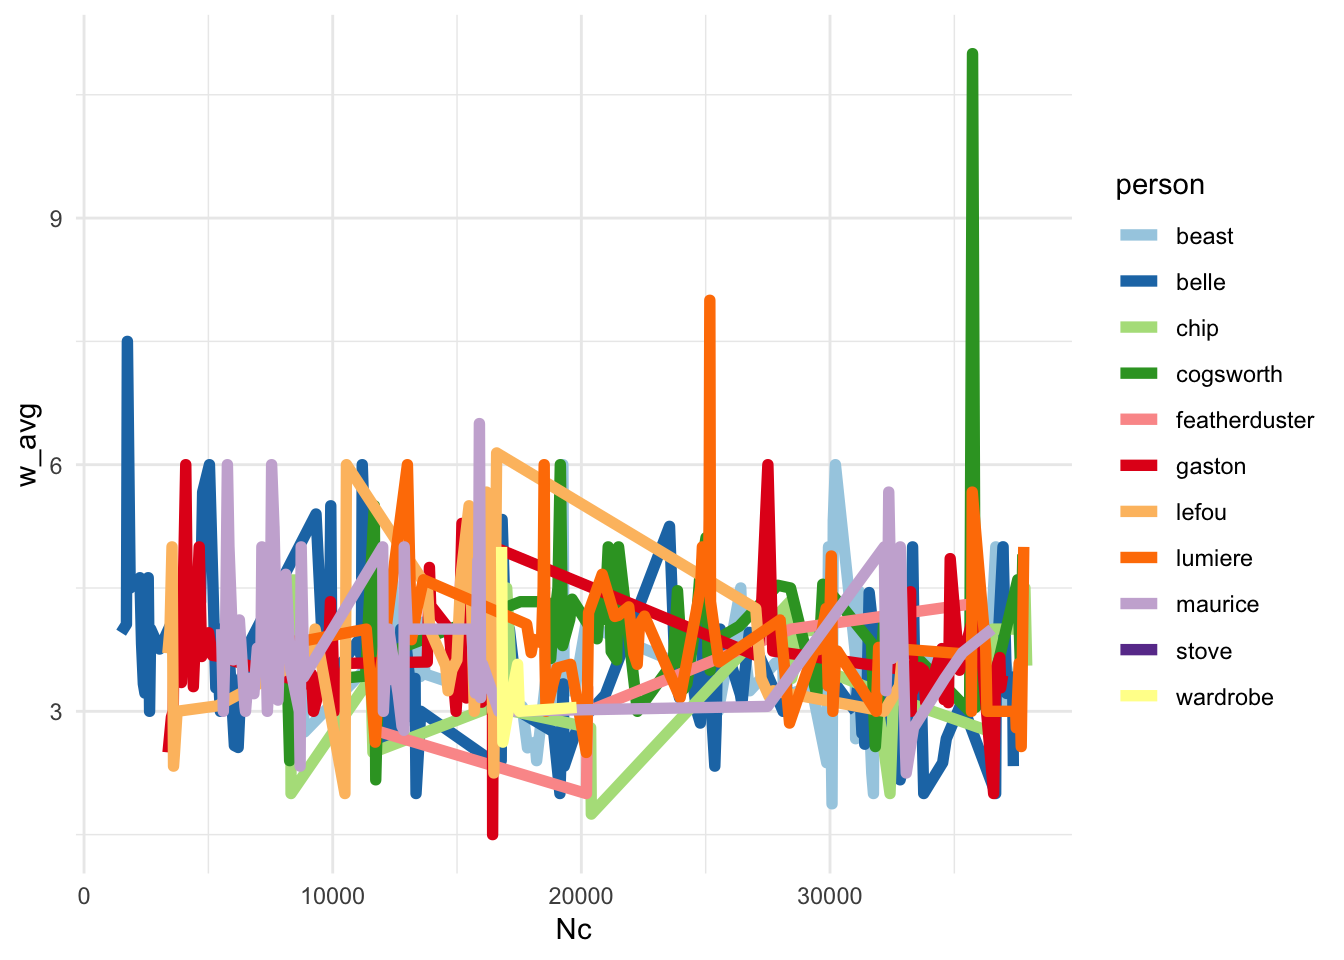 9
6
3
w_avg
0 10000 20000 30000
Nc
person
beast
belle
chip
cogsworth
featherduster
gaston
lefou
lumiere
maurice
stove
wardrobe